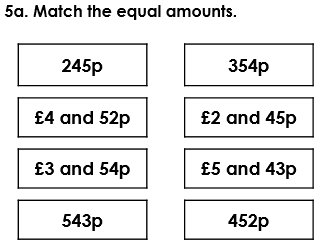 5a. Match the equal amounts.
245p 354p
£4 and 52p £2 and 45p
£3 and 54p £5 and 43p
543p 452p